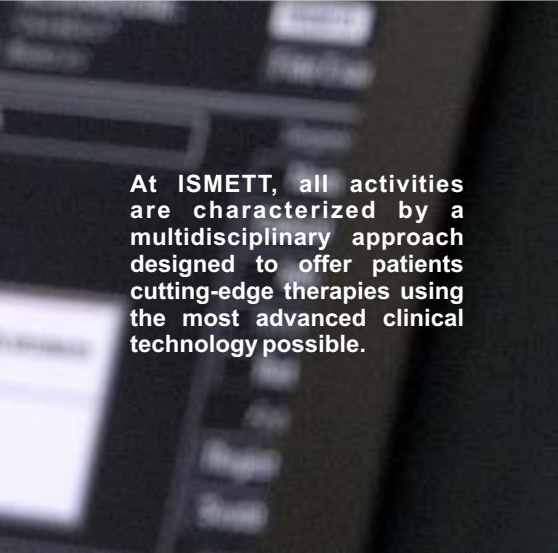 At ISMETT, all activities
are characterized by a
multidisciplinary approach
designed to offer patients
cutting-edge therapies using
the most advanced clinical
technology possible.